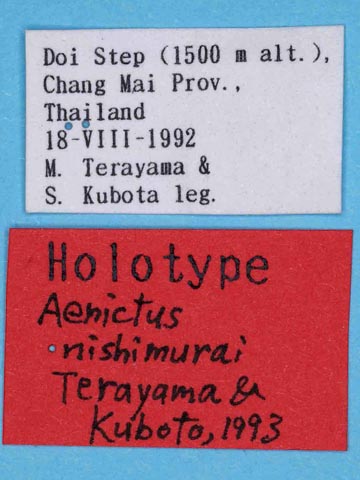 Doi Step (1500 m alt.),
Chang Mai Prov.,
Thailand
18-VIII-1992
M. Terayama &
S. Kubota leg.
Holotype
Aenictus
nishimurai
Terayama &
Kuboto, 1993